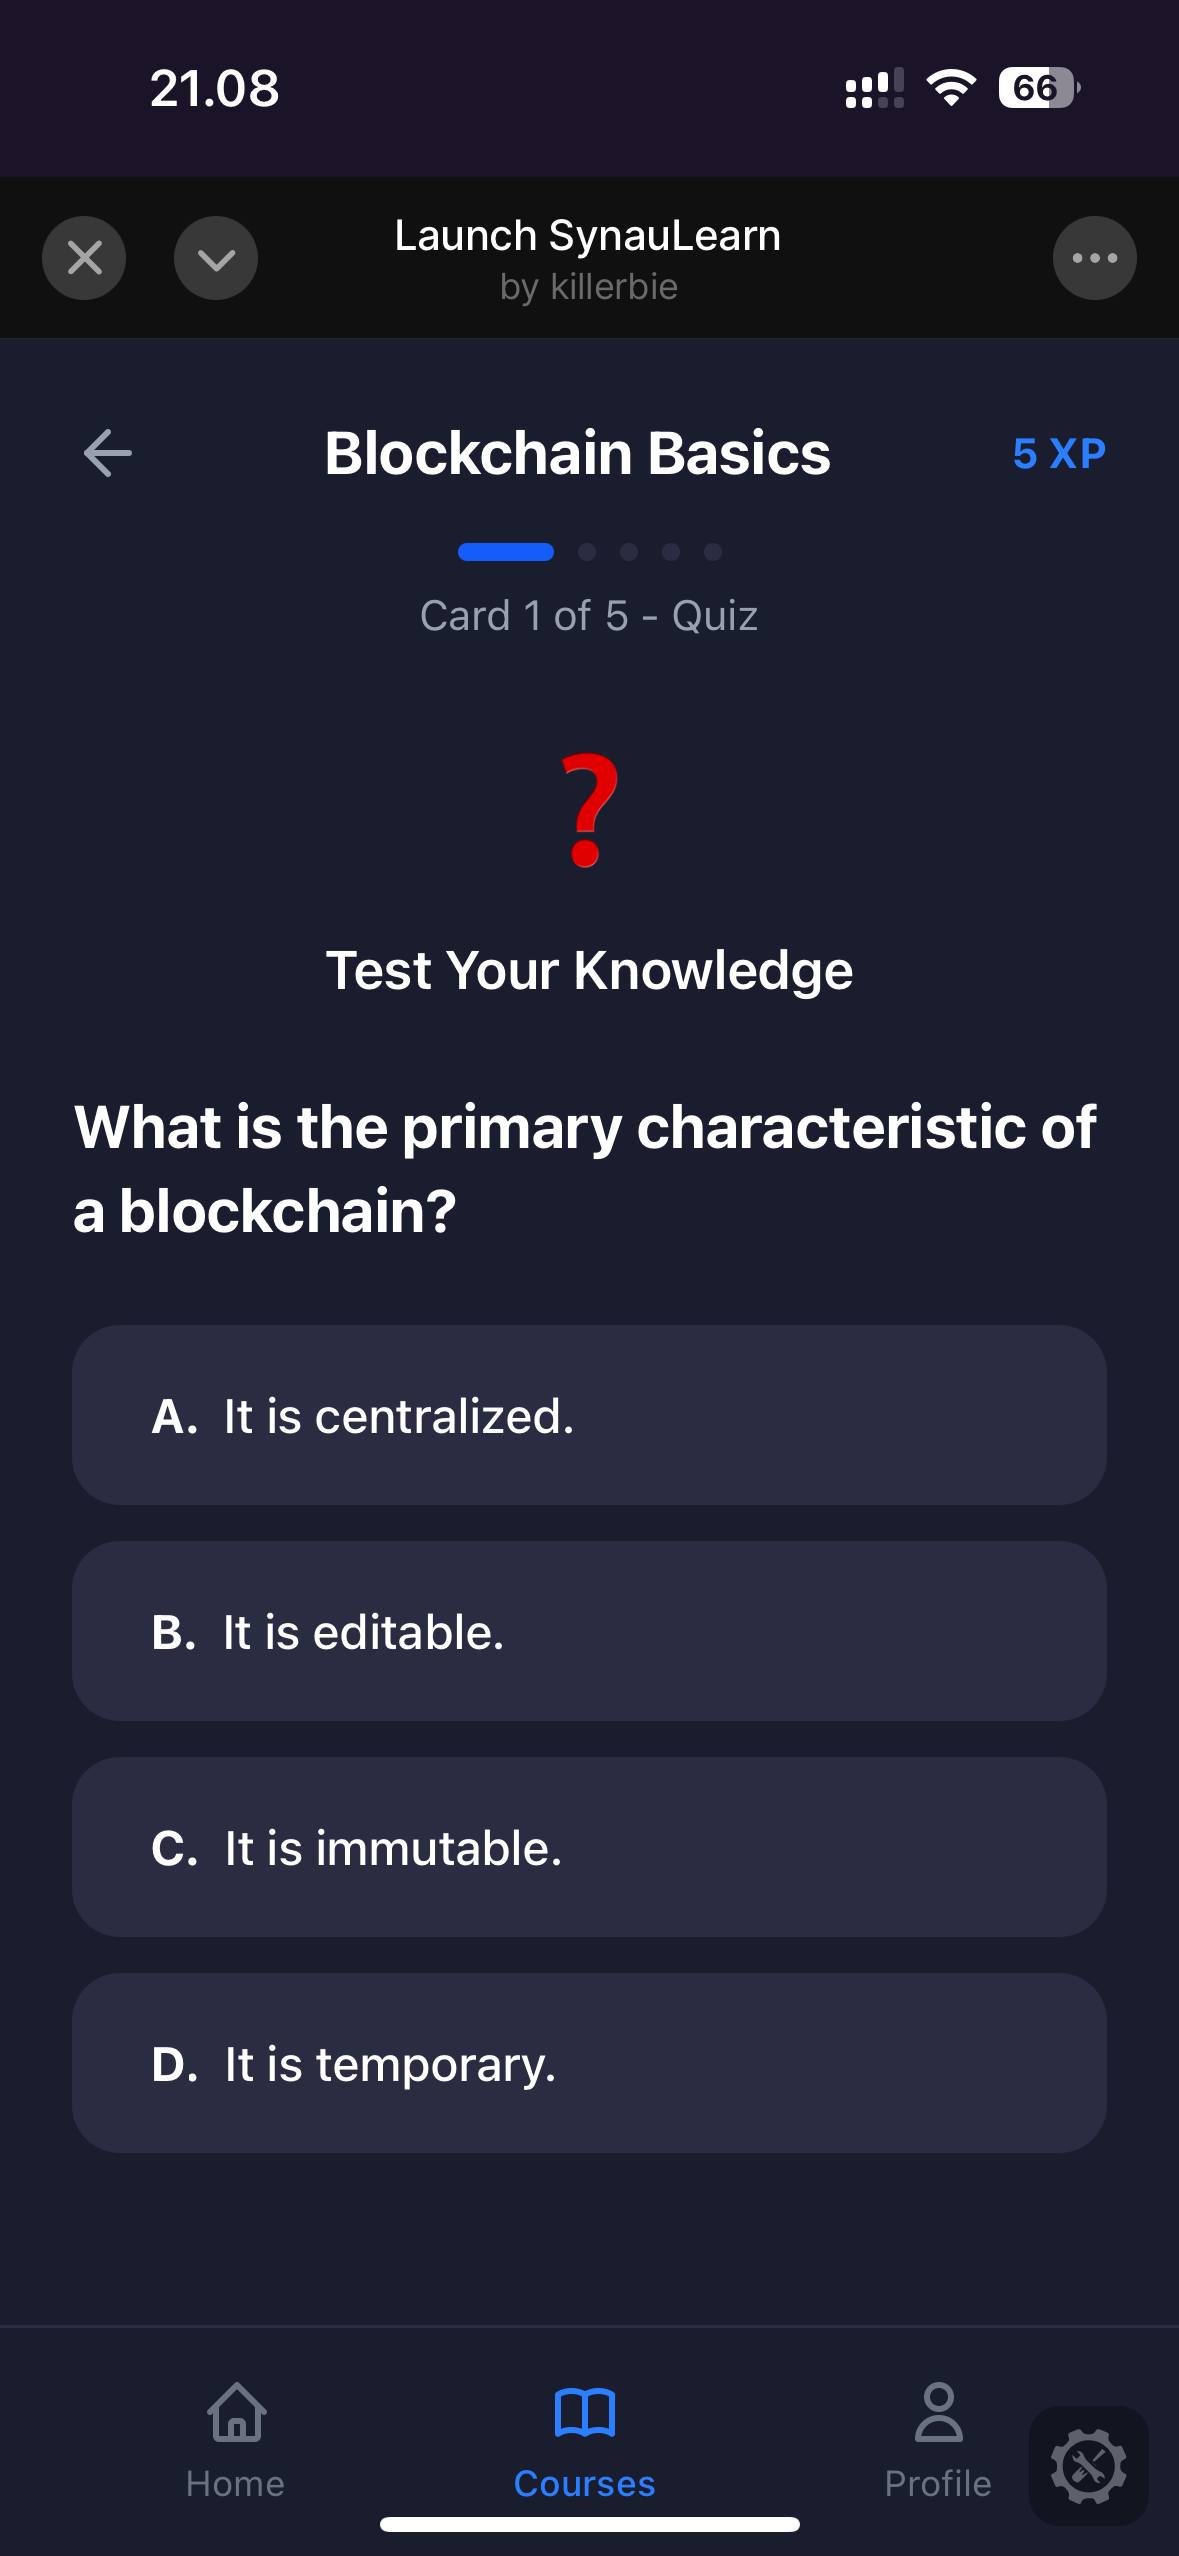 21.08
66
Launch SynauLearn
by killerbie
Blockchain Basics
5 XP
Card 1 of 5 - Quiz
?
Test Your Knowledge
What is the primary characteristic of
a blockchain?
A. It is centralized.
B. It is editable.
C. It is immutable.
D. It is temporary.
Home
Courses
Profile